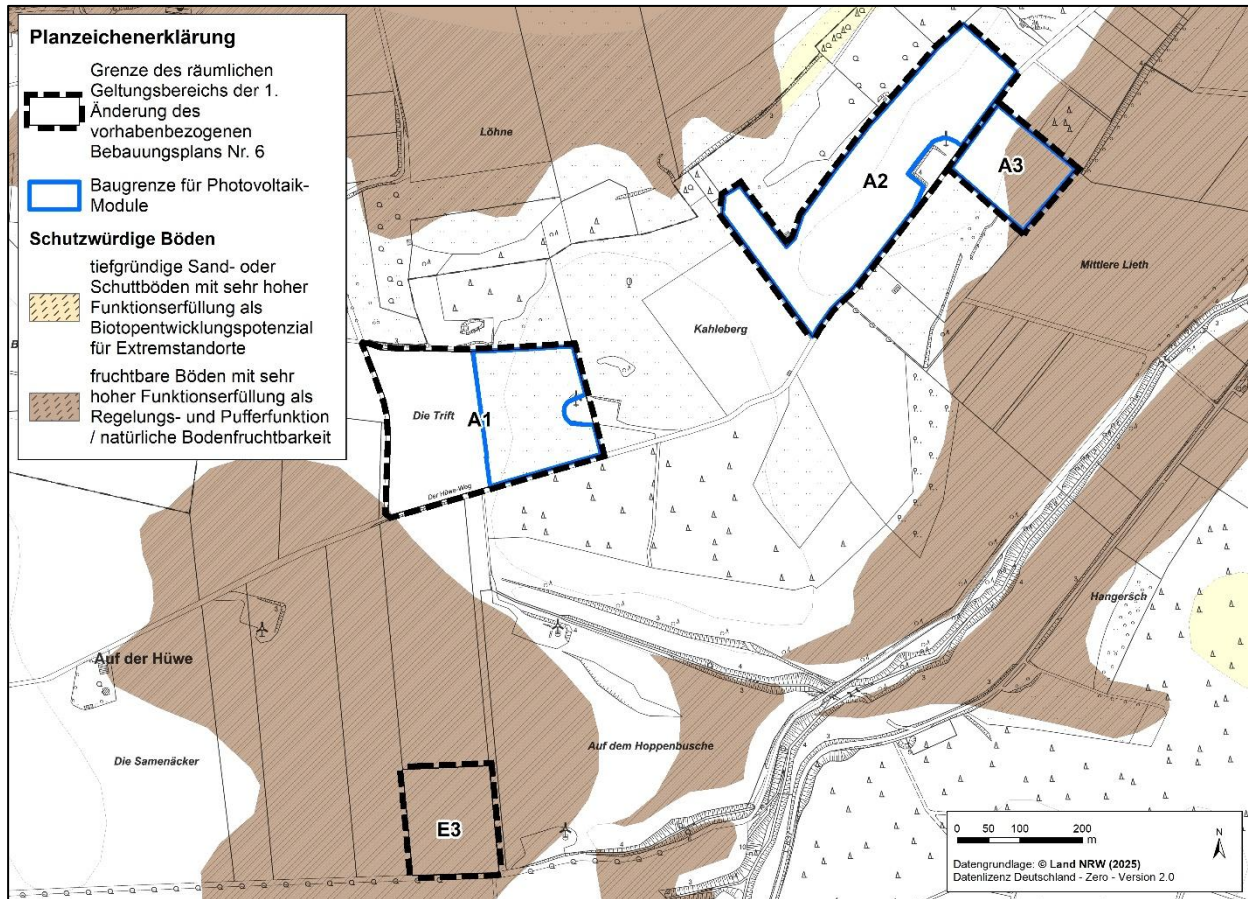 Planzeichenerklärung
Grenze des räumlichen
Geltungsbereichs der 1.
Änderung des
vorhabenbezogenen
Bebauungsplans Nr. 6
Baugrenze für Photovoltaik-
Module
Schutzwürdige Böden
tiefgründige Sand- oder
Schuttböden mit sehr hoher
Funktionserfüllung als
Biotopentwicklungspotenzial
für Extremstandorte
fruchtbare Böden mit sehr
hoher Funktionserfüllung als
Regelungs- und Pufferfunktion
/ natürliche Bodenfruchtbarkeit
Löhne
A2
A3
Mittlere Lieth
Kahleberg
Die Trift
A1
Der Hüwe-Weg
Hangersch
Auf der Hüwe
Die Samenäcker
Auf dem Hoppenbusche
E3
0 50 100 200
m
N
Datengrundlage: © Land NRW (2025)
Datenlizenz Deutschland - Zero - Version 2.0